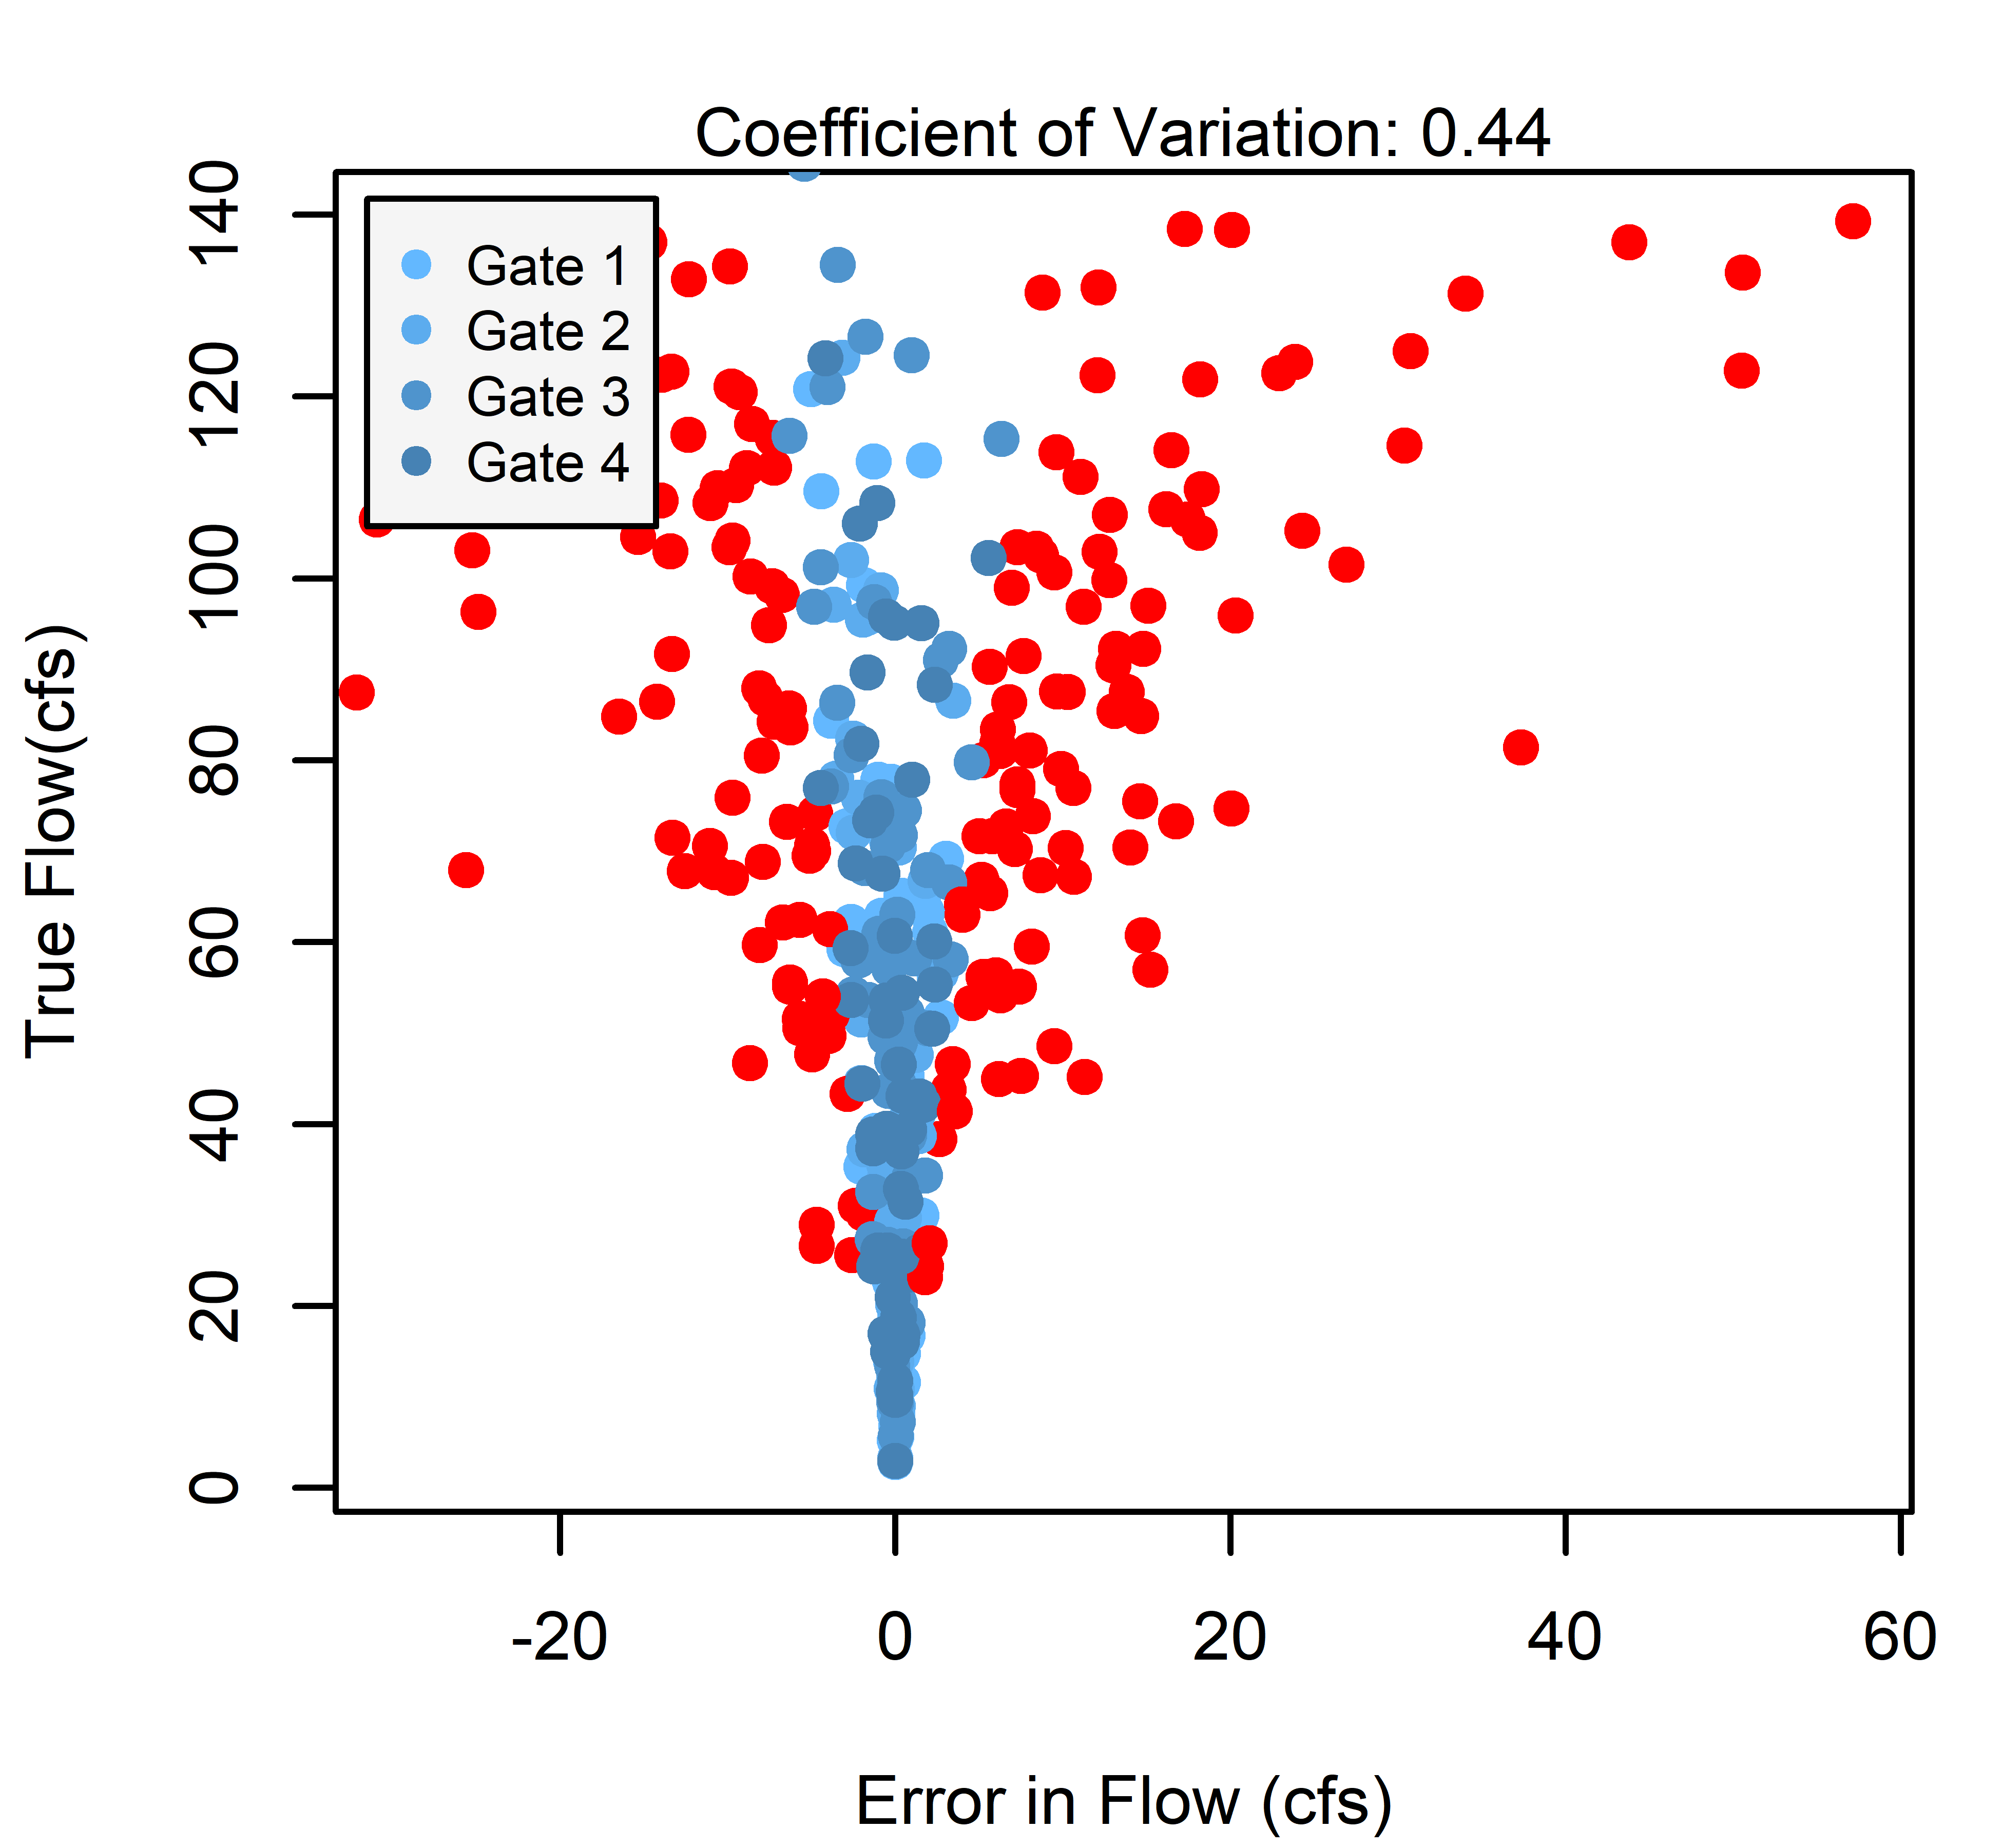 Coefficient of Variation: 0.44
Gate 1
Gate 2
Gate 3
Gate 4
True Flow(cfs)
140
120
100
80
60
40
20
0
-20 0 20 40 60
Error in Flow (cfs)